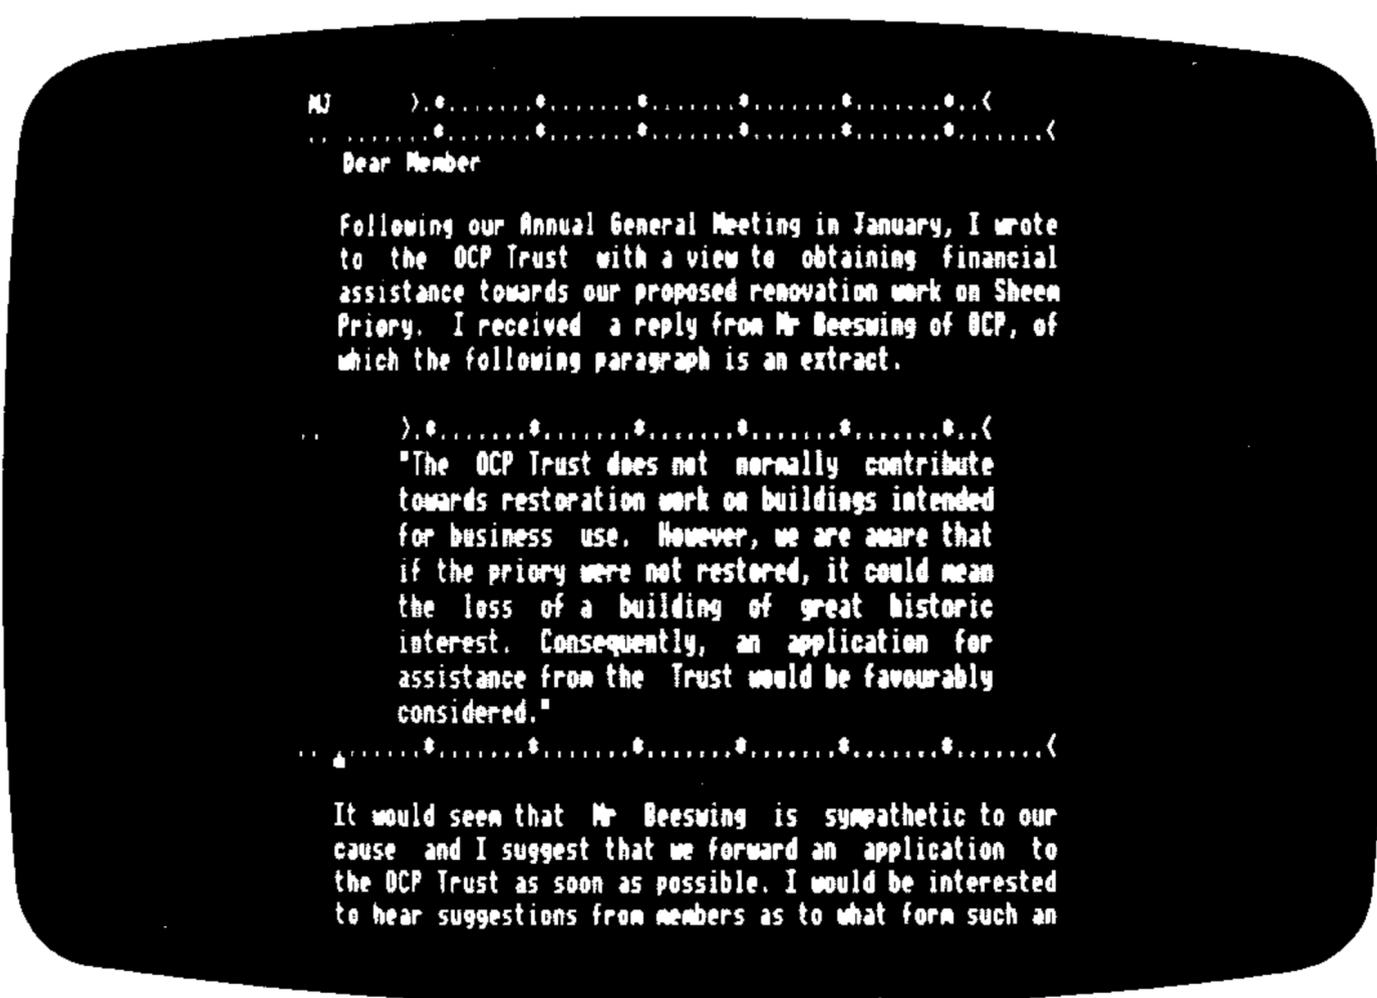 MJ      >.*.......*.......*.......*.......*.......*..<
.. .......*.......*.......*.......*.......*.......*.......<
Dear Member
Following our Annual General Meeting in January, I wrote
to the OCP Trust with a view to obtaining financial
assistance towards our proposed renovation work on Sheen
Priory. I received a reply from Mr Beeswing of OCP, of
which the following paragraph is an extract.
..      >.*.......*.......*.......*.......*.......*..<
"The OCP Trust does not normally contribute
towards restoration work on buildings intended
for business use. However, we are aware that
if the priory were not restored, it could mean
the loss of a building of great historic
interest. Consequently, an application for
assistance from the Trust would be favourably
considered."
.. .......*.......*.......*.......*.......*.......*.......<
It would seem that Mr Beeswing is sympathetic to our
cause and I suggest that we forward an application to
the OCP Trust as soon as possible. I would be interested
to hear suggestions from members as to what form such an